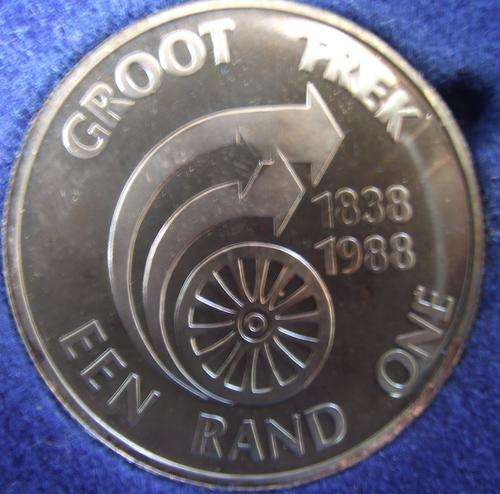 GROOT TREK
1838
1988
EEN RAND ONE